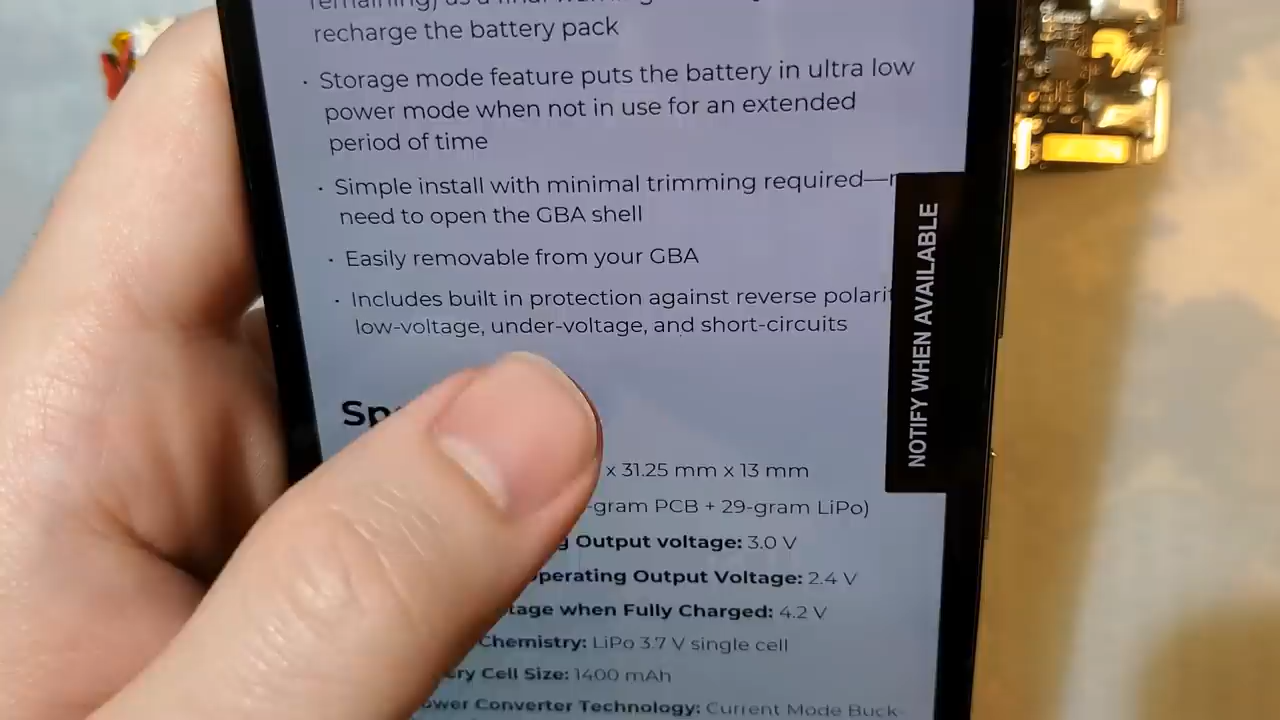 recharge the battery pack
· Storage mode feature puts the battery in ultra low
power mode when not in use for an extended
period of time
· Simple install with minimal trimming required—
need to open the GBA shell
· Easily removable from your GBA
· Includes built in protection against reverse
low-voltage, under-voltage, and short-circuits
x 31.25 mm x 13 mm
-gram PCB + 29-gram LiPo)
Output voltage: 3.0 V
Output Voltage: 2.4 V
when Fully Charged: 4.2 V
Chemistry: LiPo 3.7 V single cell
Cell Size: 1400 mAh
Converter Technology: Current Mode Buck-
NOTIFY WHEN AVAILABLE